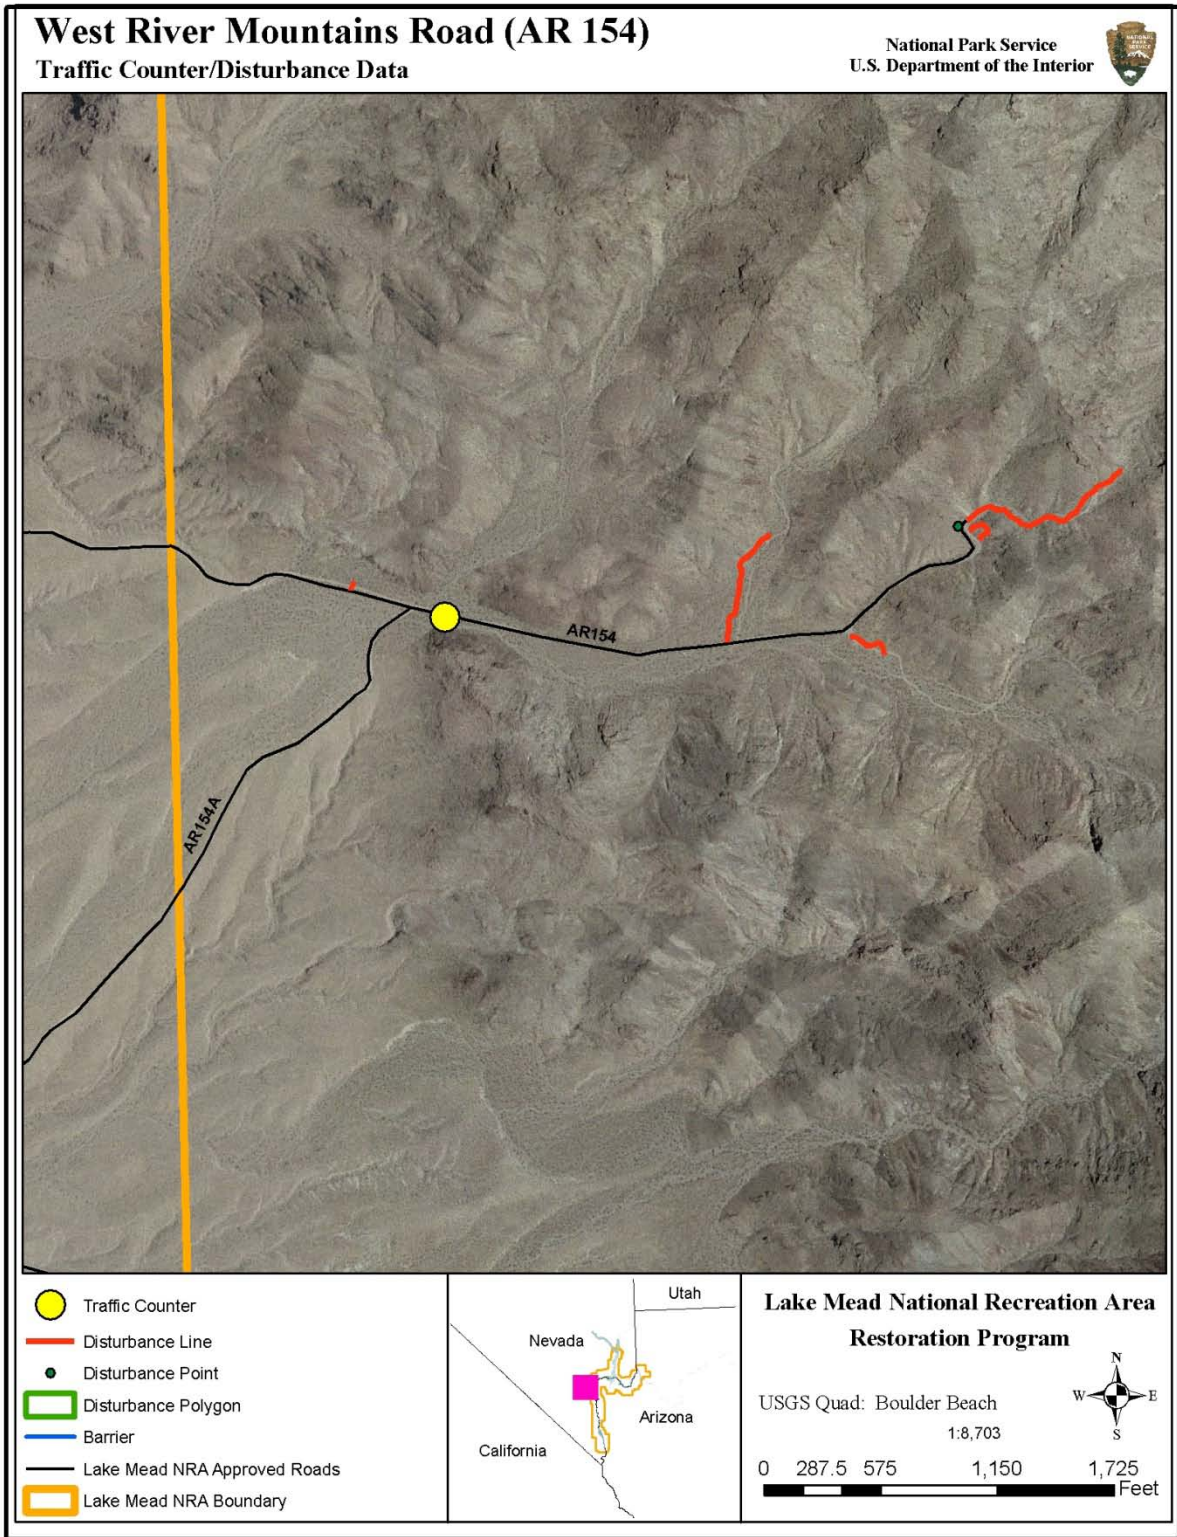 West River Mountains Road (AR 154)
Traffic Counter/Disturbance Data
National Park Service
U.S. Department of the Interior
NATIONAL
PARK
SERVICE
AR154
AR154A
Traffic Counter
Disturbance Line
Disturbance Point
Disturbance Polygon
Barrier
Lake Mead NRA Approved Roads
Lake Mead NRA Boundary
Utah
Nevada
Arizona
California
Lake Mead National Recreation Area
Restoration Program
N
W E
S
USGS Quad: Boulder Beach
1:8,703
0 287.5 575 1,150 1,725
Feet